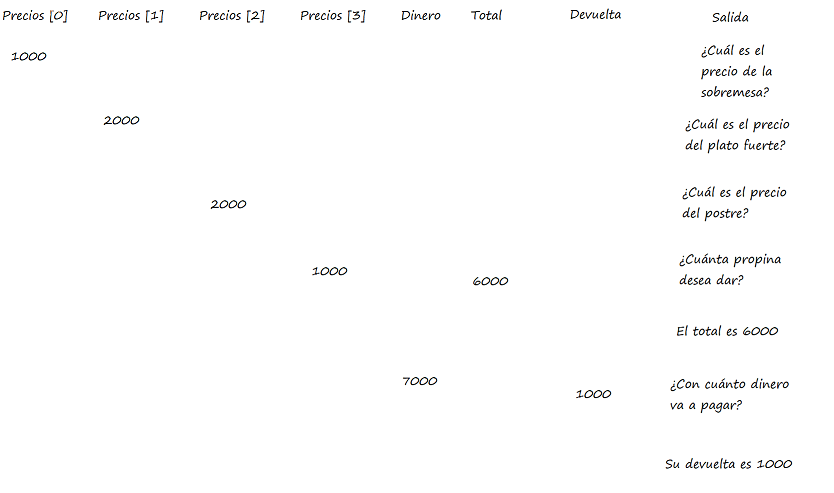 Precios [0] Precios [1] Precios [2] Precios [3] Dinero Total Devuelta Salida
1000
¿Cuál es el
precio de la
sobremesa?
2000
¿Cuál es el precio
del plato fuerte?
2000
¿Cuál es el precio
del postre?
1000
6000
¿Cuánta propina
desea dar?
El total es 6000
7000
1000
¿Con cuánto dinero
va a pagar?
Su devuelta es 1000